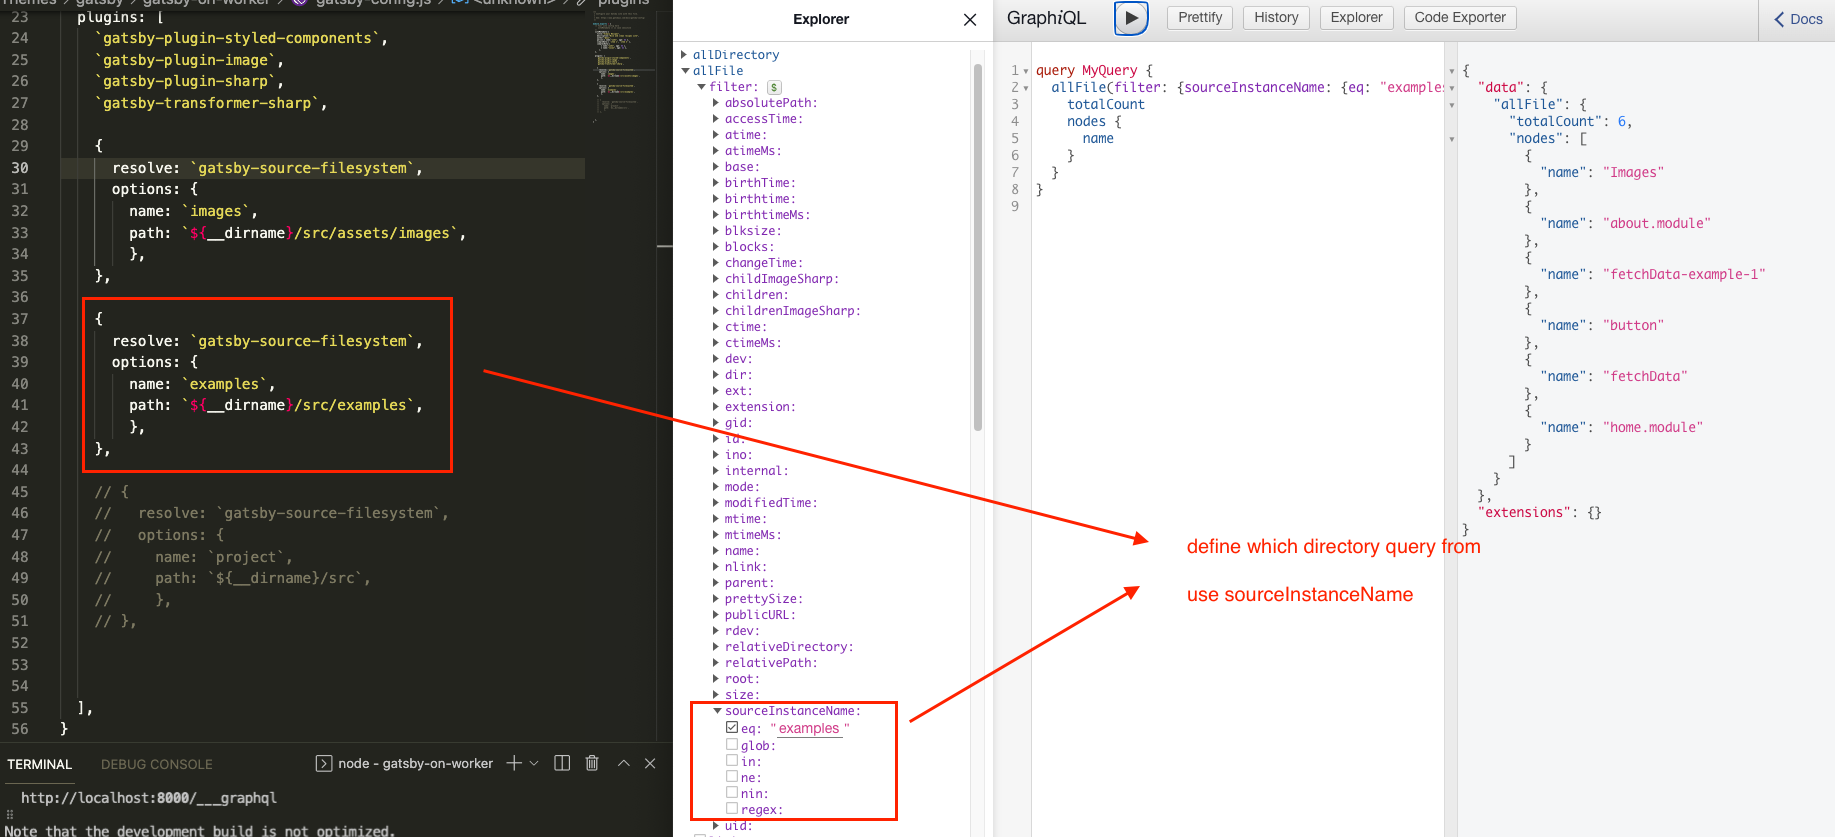 Themes > gatsby > gatsby-on-worker > gatsby-config.js > <unknown> > plugins
23 plugins: [
24 `gatsby-plugin-styled-components`,
25 `gatsby-plugin-image`,
26 `gatsby-plugin-sharp`,
27 `gatsby-transformer-sharp`,
28
29 {
30 resolve: `gatsby-source-filesystem`,
31 options: {
32 name: `images`,
33 path: `${__dirname}/src/assets/images`,
34 },
35 },
36
37 {
38 resolve: `gatsby-source-filesystem`,
39 options: {
40 name: `examples`,
41 path: `${__dirname}/src/examples`,
42 },
43 },
44
45 // {
46 // resolve: `gatsby-source-filesystem`,
47 // options: {
48 // name: `project`,
49 // path: `${__dirname}/src`,
50 // },
51 // },
52
53
54
55 ],
56 }
TERMINAL
DEBUG CONSOLE
node - gatsby-on-worker
http://localhost:8000/___graphql
Note that the development build is not optimized.
Explorer
allDirectory
allFile
filter: $
absolutePath:
accessTime:
atime:
atimeMs:
base:
birthTime:
birthtime:
birthtimeMs:
blksize:
blocks:
changeTime:
childImageSharp:
children:
childrenImageSharp:
ctime:
ctimeMs:
dev:
dir:
ext:
extension:
gid:
id:
ino:
internal:
mode:
modifiedTime:
mtime:
mtimeMs:
name:
nlink:
parent:
prettySize:
publicURL:
rdev:
relativeDirectory:
relativePath:
root:
size:
sourceInstanceName:
eq: "examples"
glob:
in:
ne:
nin:
regex:
uid:
GraphiQL
Prettify
History
Explorer
Code Exporter
Docs
1 query MyQuery {
2 allFile(filter: {sourceInstanceName: {eq: "examples
3 totalCount
4 nodes {
5 name
6 }
7 }
8 }
9
{
"data": {
"allFile": {
"totalCount": 6,
"nodes": [
{
"name": "Images"
},
{
"name": "about.module"
},
{
"name": "fetchData-example-1"
},
{
"name": "button"
},
{
"name": "fetchData"
},
{
"name": "home.module"
}
]
}
},
"extensions": {}
}
define which directory query from
use sourceInstanceName